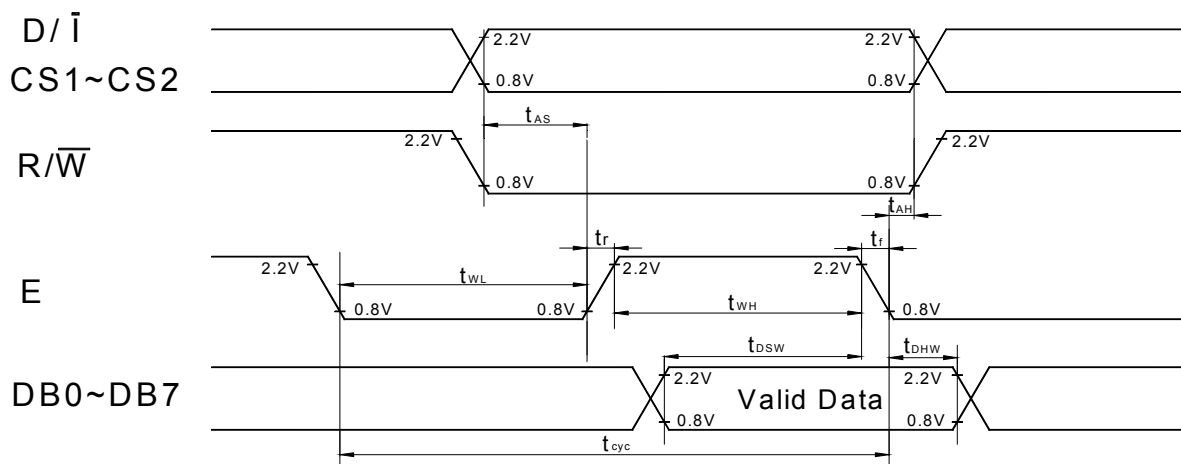 D/ Ī
2.2V 2.2V
CS1~CS2
0.8V 0.8V
tAS
2.2V 2.2V
R/W̅
0.8V 0.8V
tAH
tr tf
2.2V 2.2V
tWL
E
0.8V 0.8V 0.8V
tWH
tDSW tDHW
2.2V 2.2V
DB0~DB7
Valid Data
0.8V 0.8V
tcyc